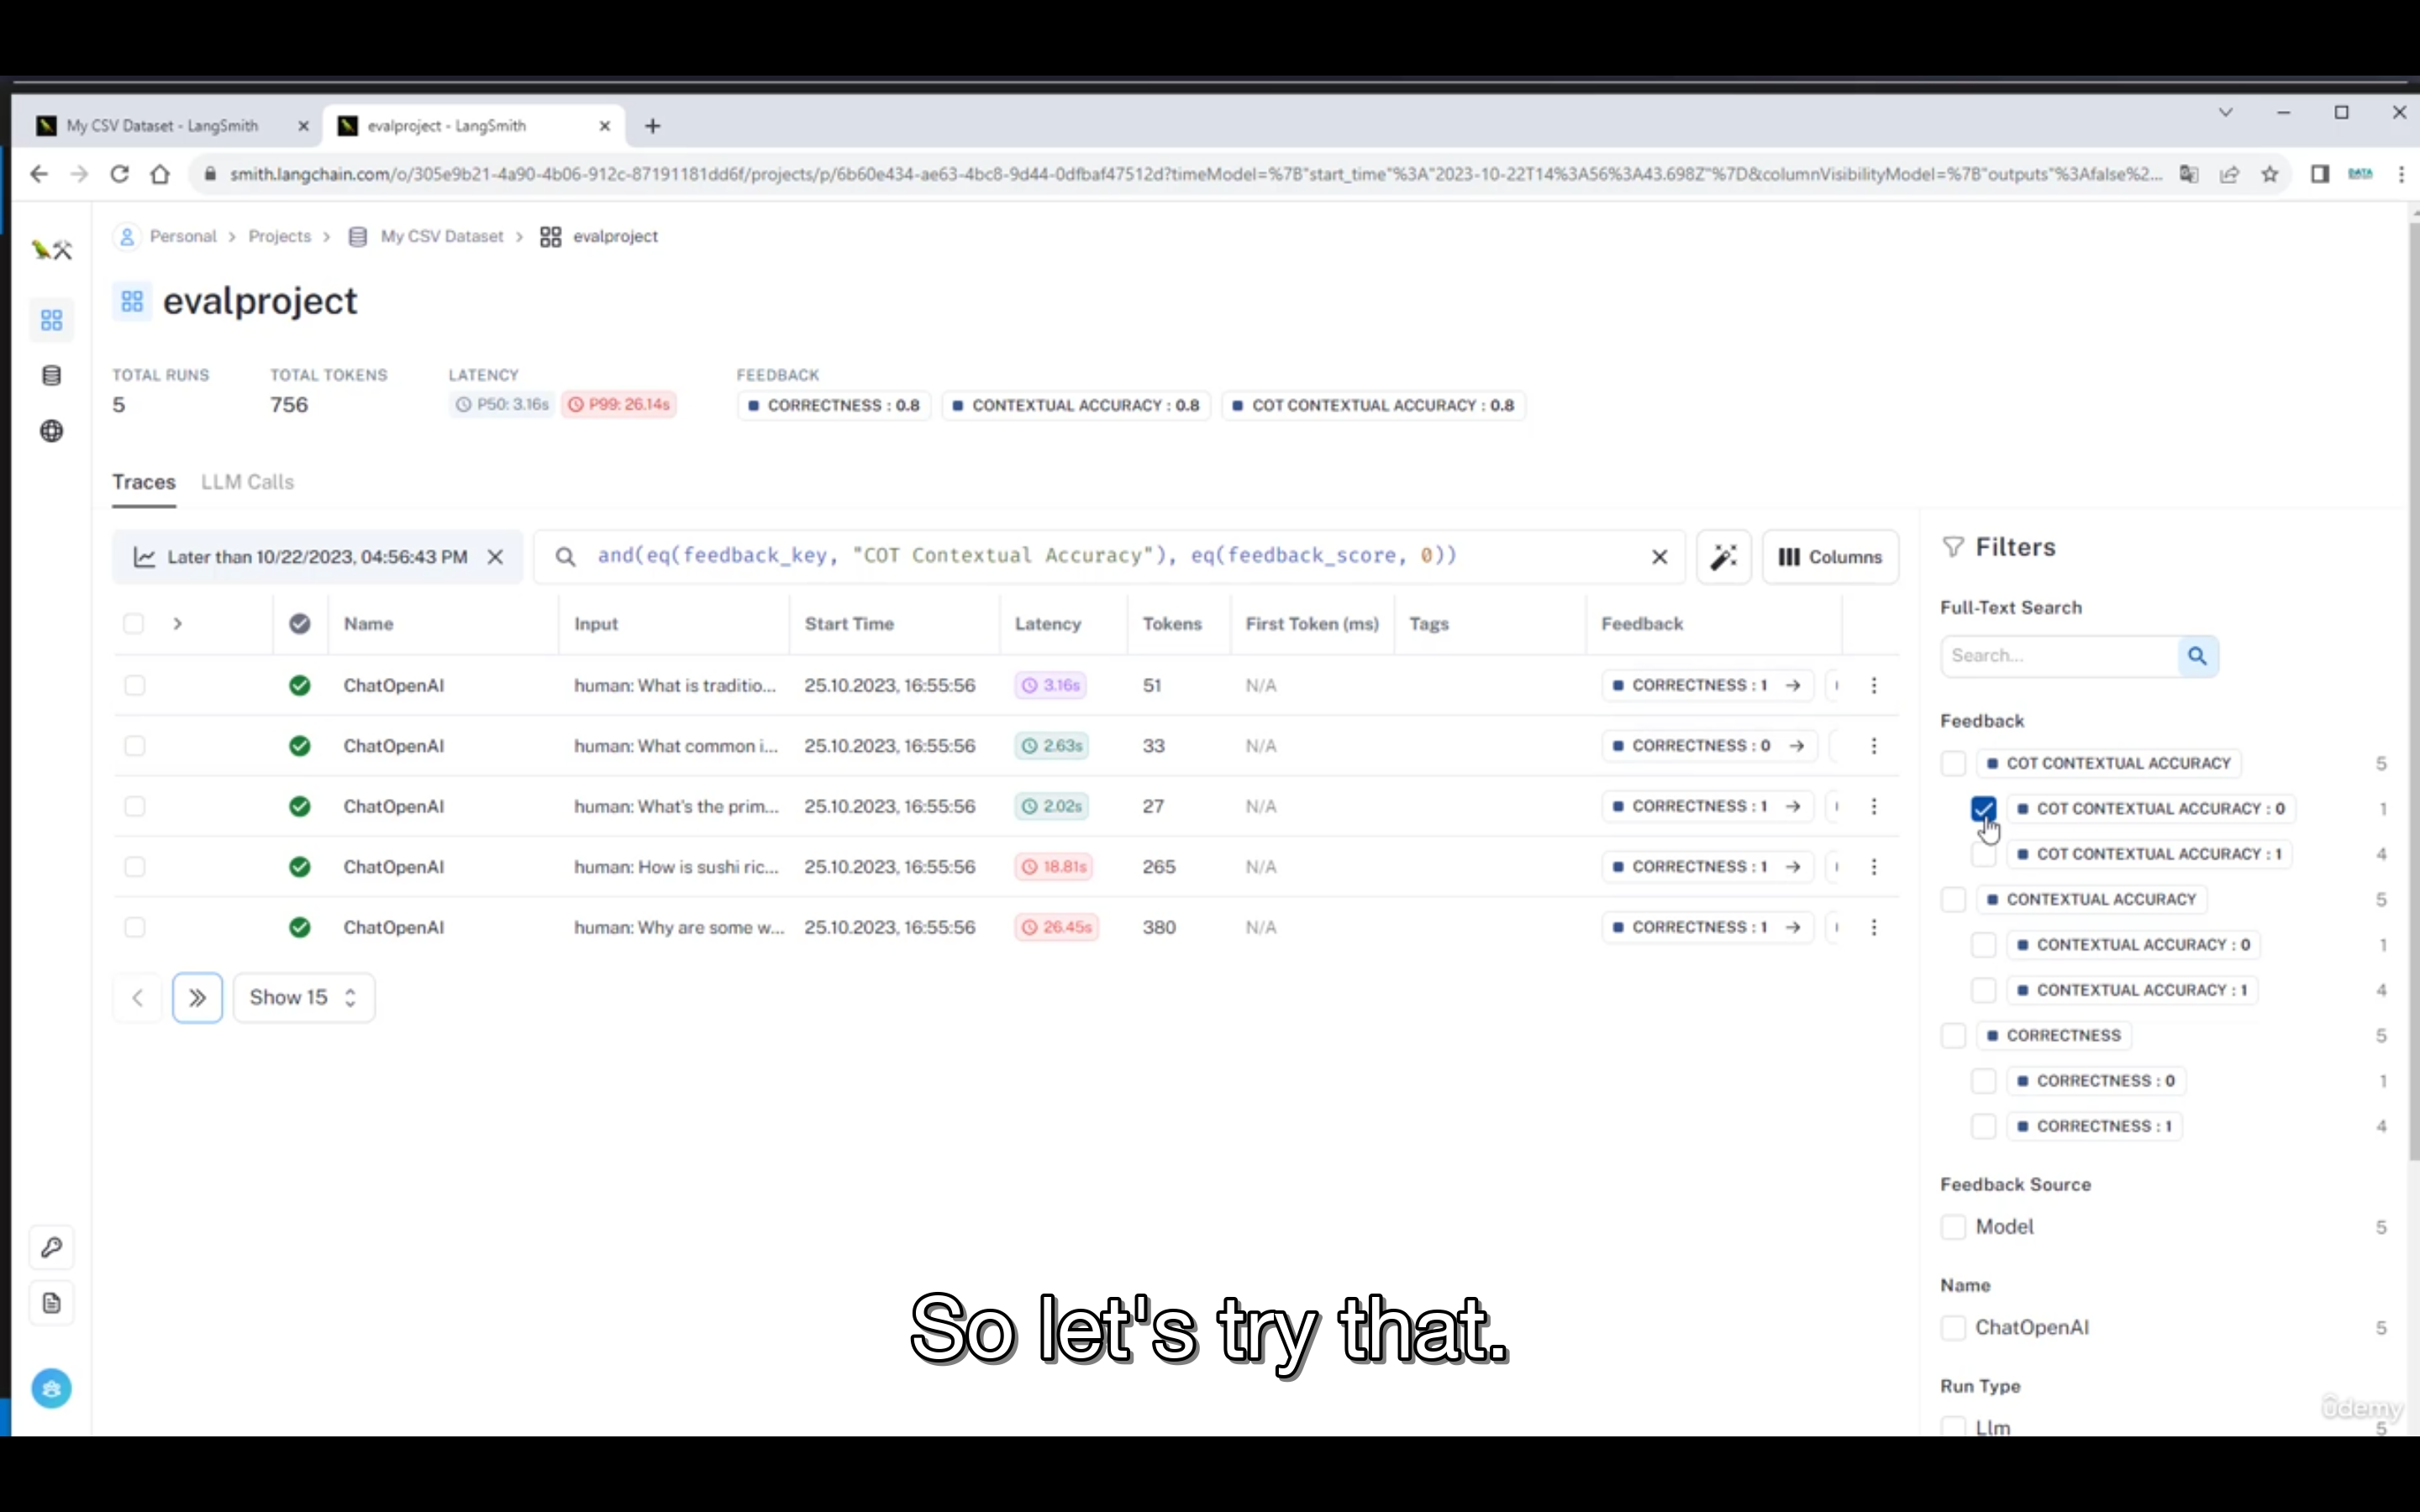 My CSV Dataset - LangSmith
evalproject - LangSmith
smith.langchain.com/o/305e9b21-4a90-4b06-912c-87191181dd6f/projects/p/6b60e434-ae63-4bc8-9d44-0dfbaf47512d?timeModel=%7B"start_time"%3A"2023-10-22T14%3A56%3A43.698Z"%7D&columnVisibilityModel=%7B"outputs"%3Afalse%2...
DATA
Personal > Projects > My CSV Dataset > evalproject
evalproject
TOTAL RUNS TOTAL TOKENS LATENCY FEEDBACK
5 756 P50: 3.16s P99: 26.14s CORRECTNESS : 0.8 CONTEXTUAL ACCURACY : 0.8 COT CONTEXTUAL ACCURACY : 0.8
Traces LLM Calls
Later than 10/22/2023, 04:56:43 PM and(eq(feedback_key, "COT Contextual Accuracy"), eq(feedback_score, 0)) Columns
Name Input Start Time Latency Tokens First Token (ms) Tags Feedback
ChatOpenAI human: What is traditio... 25.10.2023, 16:55:56 3.16s 51 N/A CORRECTNESS : 1
ChatOpenAI human: What common i... 25.10.2023, 16:55:56 2.63s 33 N/A CORRECTNESS : 0
ChatOpenAI human: What's the prim... 25.10.2023, 16:55:56 2.02s 27 N/A CORRECTNESS : 1
ChatOpenAI human: How is sushi ric... 25.10.2023, 16:55:56 18.81s 265 N/A CORRECTNESS : 1
ChatOpenAI human: Why are some w... 25.10.2023, 16:55:56 26.45s 380 N/A CORRECTNESS : 1
Show 15
Filters
Full-Text Search
Search...
Feedback
COT CONTEXTUAL ACCURACY 5
COT CONTEXTUAL ACCURACY : 0 1
COT CONTEXTUAL ACCURACY : 1 4
CONTEXTUAL ACCURACY 5
CONTEXTUAL ACCURACY : 0 1
CONTEXTUAL ACCURACY : 1 4
CORRECTNESS 5
CORRECTNESS : 0 1
CORRECTNESS : 1 4
Feedback Source
Model 5
Name
ChatOpenAI 5
Run Type
Llm 5
So let's try that.
ûdemy